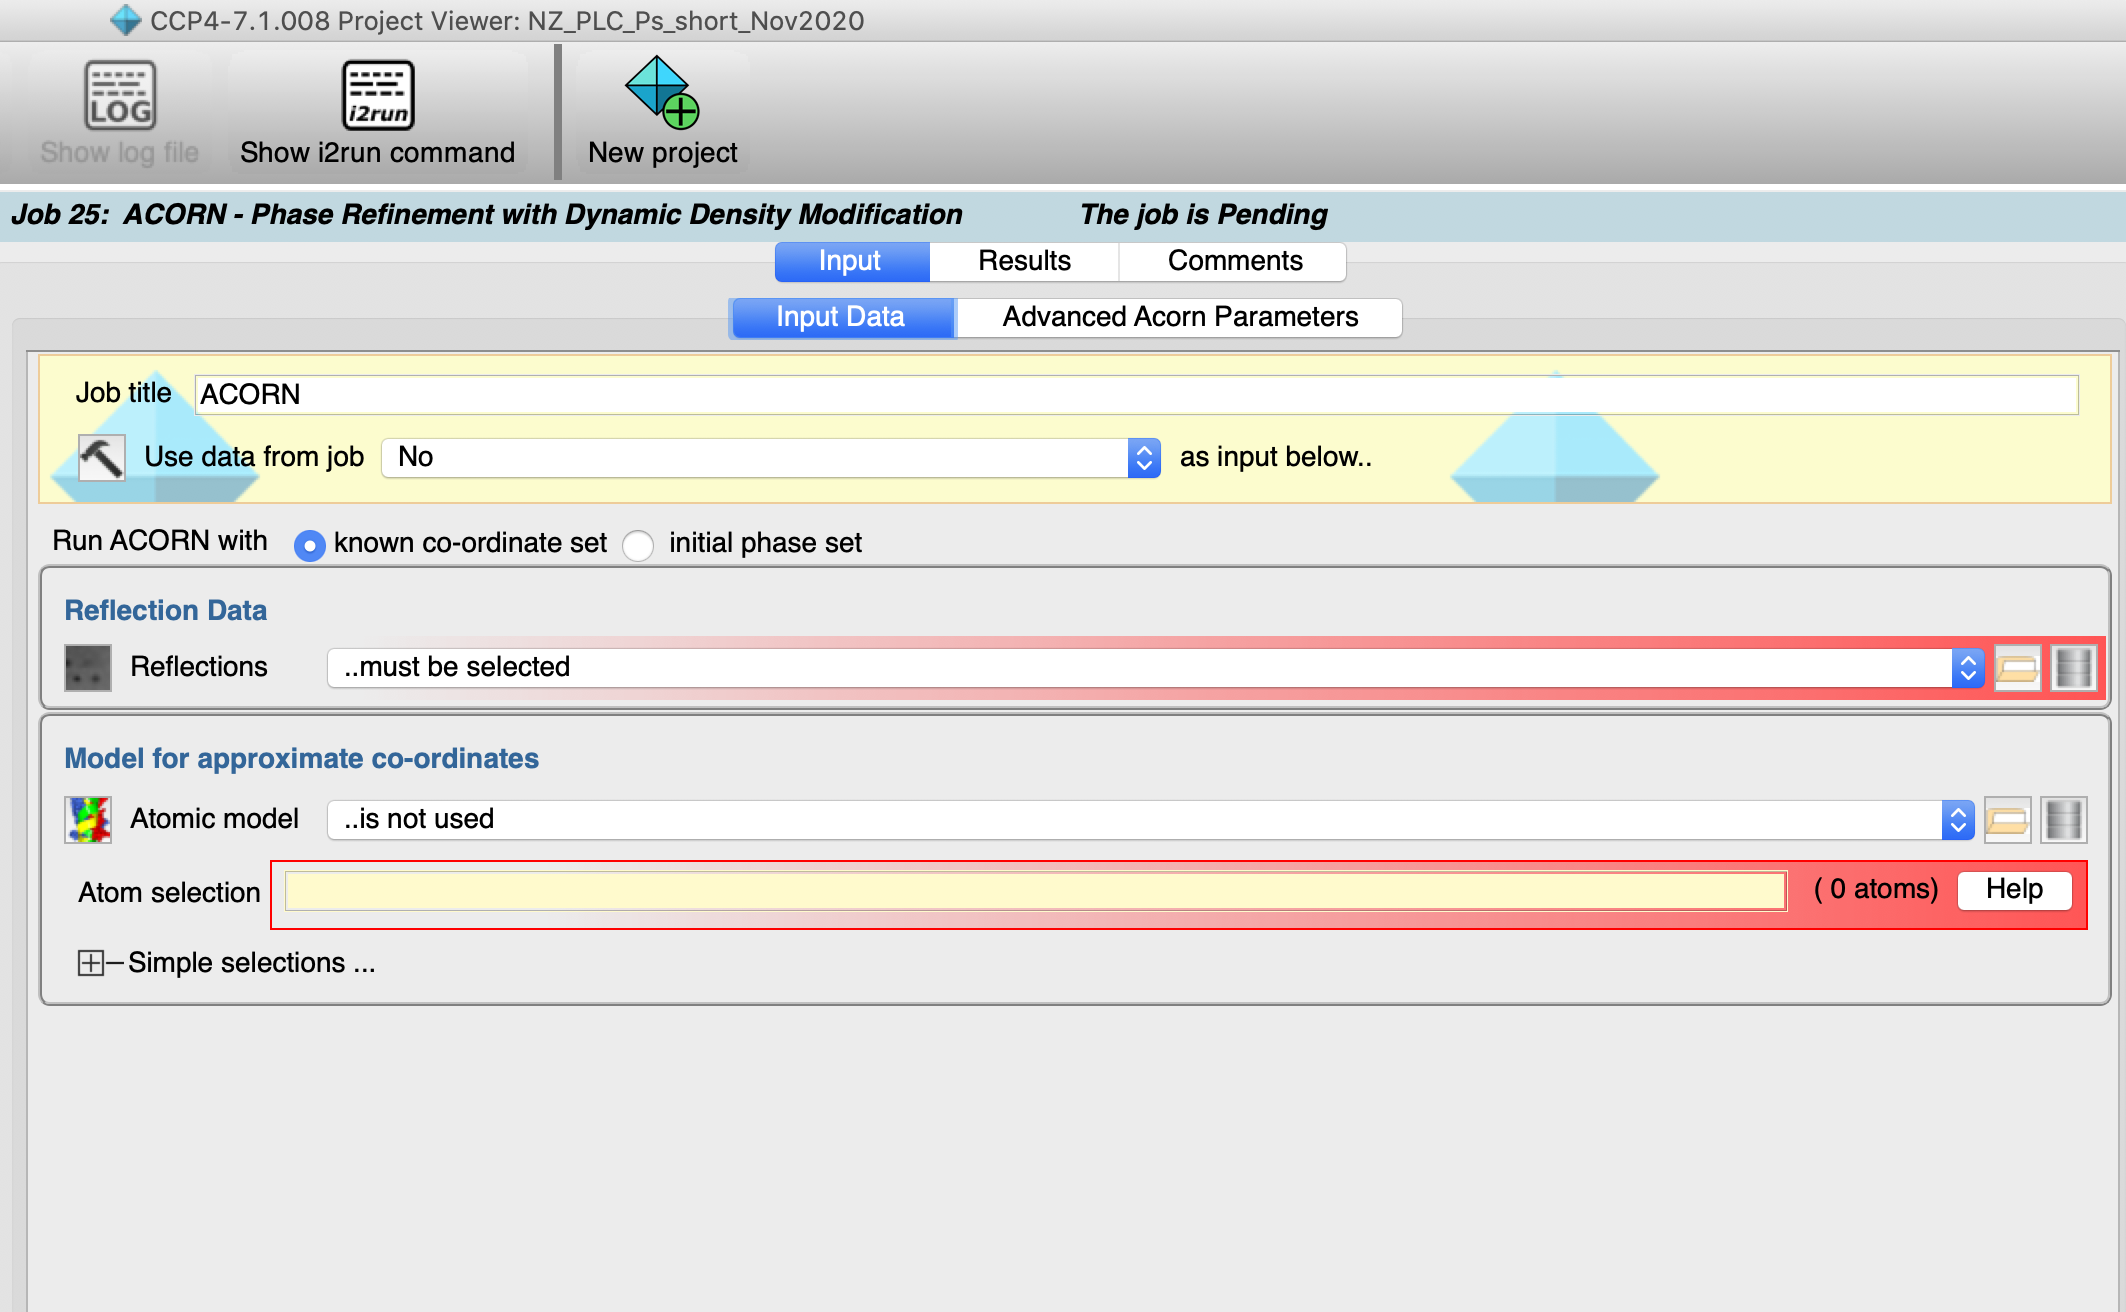 CCP4-7.1.008 Project Viewer: NZ_PLC_Ps_short_Nov2020
LOG i2run
Show log file Show i2run command New project
Job 25: ACORN - Phase Refinement with Dynamic Density Modification The job is Pending
Input Results Comments
Input Data Advanced Acorn Parameters
Job title ACORN
Use data from job No as input below..
Run ACORN with known co-ordinate set initial phase set
Reflection Data
Reflections ..must be selected
Model for approximate co-ordinates
Atomic model ..is not used
Atom selection ( 0 atoms) Help
Simple selections ...